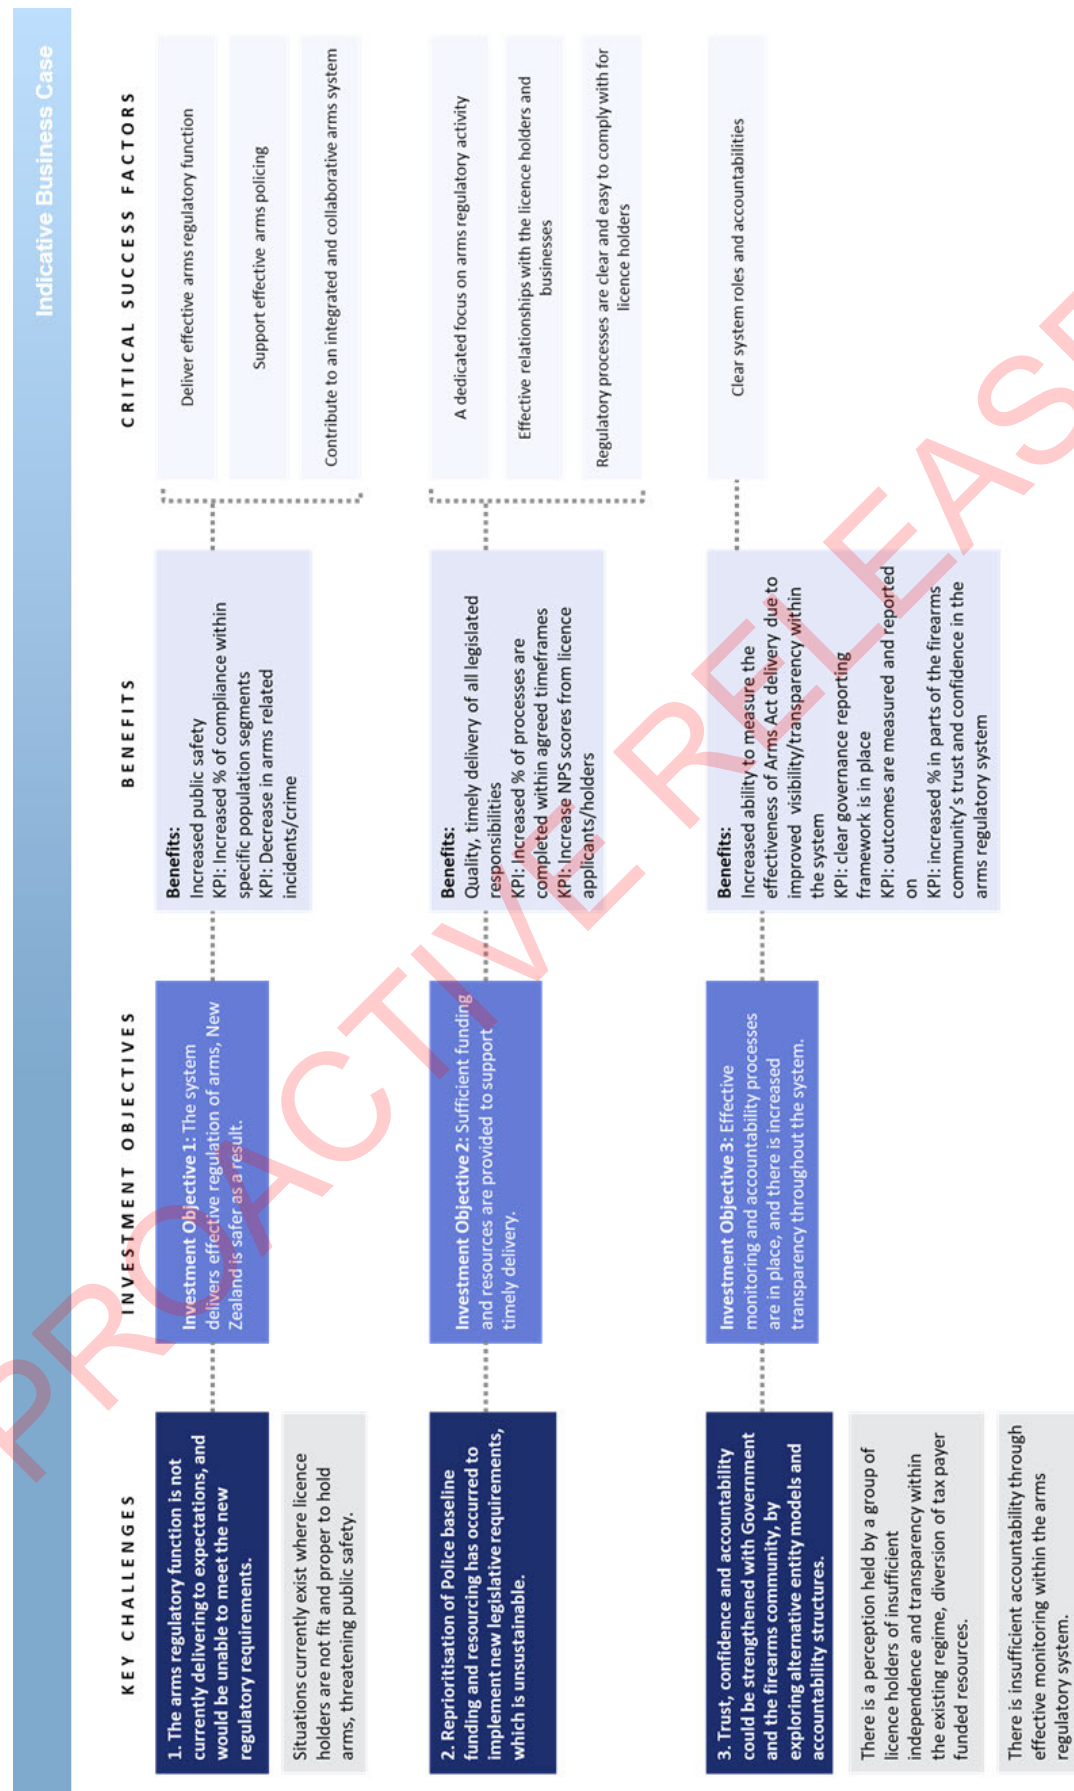 Indicative Business Case
KEY CHALLENGES
INVESTMENT OBJECTIVES
BENEFITS
CRITICAL SUCCESS FACTORS
1. The arms regulatory function is not
currently delivering to expectations, and
would be unable to meet the new
regulatory requirements.
Situations currently exist where licence
holders are not fit and proper to hold
arms, threatening public safety.
Investment Objective 1: The system
delivers effective regulation of arms, New
Zealand is safer as a result.
Benefits:
Increased public safety
KPI: Increased % of compliance within
specific population segments
KPI: Decrease in arms related
incidents/crime
Deliver effective arms regulatory function
Support effective arms policing
Contribute to an integrated and collaborative arms system
2. Reprioritisation of Police baseline
funding and resourcing has occurred to
implement new legislative requirements,
which is unsustainable.
Investment Objective 2: Sufficient funding
and resources are provided to support
timely delivery.
Benefits:
Quality, timely delivery of all legislated
responsibilities
KPI: Increased % of processes are
completed within agreed timeframes
KPI: Increase NPS scores from licence
applicants/holders
A dedicated focus on arms regulatory activity
Effective relationships with the licence holders and
businesses
Regulatory processes are clear and easy to comply with for
licence holders
3. Trust, confidence and accountability
could be strengthened with Government
and the firearms community, by
exploring alternative entity models and
accountability structures.
There is a perception held by a group of
licence holders of insufficient
independence and transparency within
the existing regime, diversion of tax payer
funded resources.
There is insufficient accountability through
effective monitoring within the arms
regulatory system.
Investment Objective 3: Effective
monitoring and accountability processes
are in place, and there is increased
transparency throughout the system.
Benefits:
Increased ability to measure the
effectiveness of Arms Act delivery due to
improved visibility/transparency within
the system
KPI: clear governance reporting
framework is in place
KPI: outcomes are measured and reported
on
KPI: increased % in parts of the firearms
community's trust and confidence in the
arms regulatory system
Clear system roles and accountabilities
PROACTIVE RELEASE